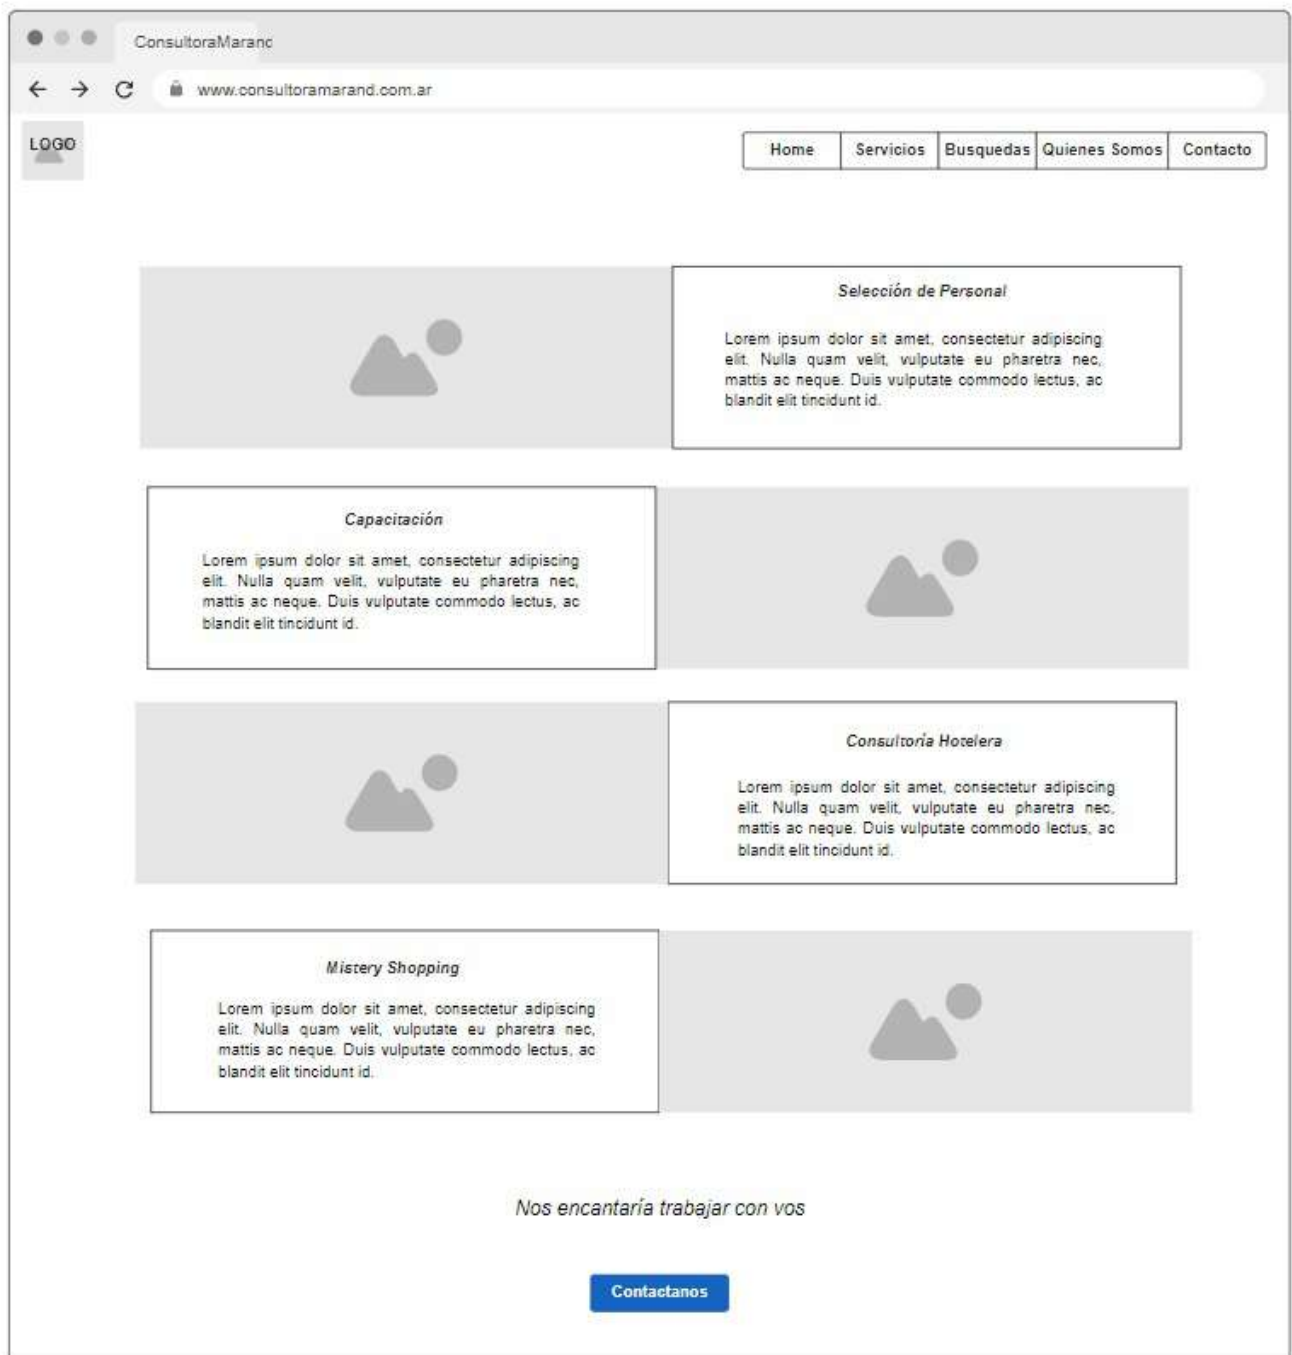 ConsultoraMarand
www.consultoramarand.com.ar
LOGO
Home Servicios Busquedas Quienes Somos Contacto
Selección de Personal
Lorem ipsum dolor sit amet, consectetur adipiscing
elit. Nulla quam velit, vulputate eu pharetra nec,
mattis ac neque. Duis vulputate commodo lectus, ac
blandit elit tincidunt id.
Capacitación
Lorem ipsum dolor sit amet, consectetur adipiscing
elit. Nulla quam velit, vulputate eu pharetra nec,
mattis ac neque. Duis vulputate commodo lectus, ac
blandit elit tincidunt id.
Consultoría Hotelera
Lorem ipsum dolor sit amet, consectetur adipiscing
elit. Nulla quam velit, vulputate eu pharetra nec,
mattis ac neque. Duis vulputate commodo lectus, ac
blandit elit tincidunt id.
Mistery Shopping
Lorem ipsum dolor sit amet, consectetur adipiscing
elit. Nulla quam velit, vulputate eu pharetra nec,
mattis ac neque. Duis vulputate commodo lectus, ac
blandit elit tincidunt id.
Nos encantaría trabajar con vos
Contactanos